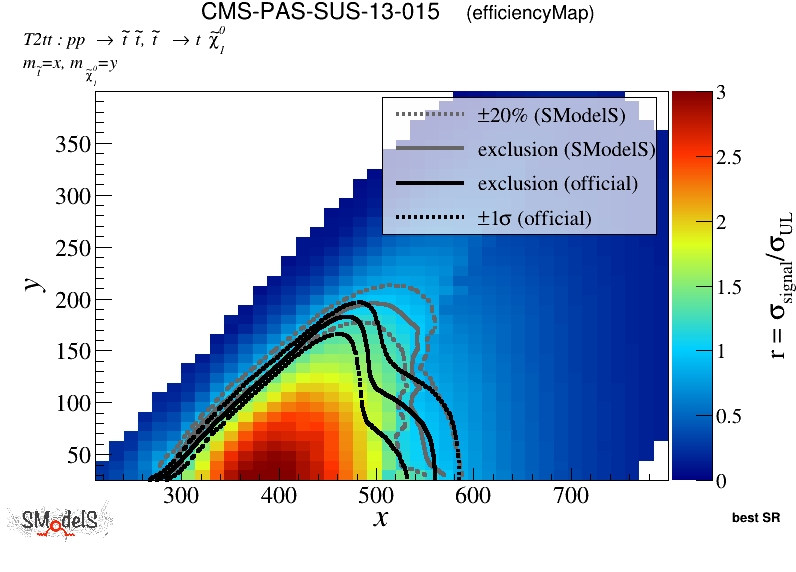 CMS-PAS-SUS-13-015 (efficiencyMap)
T2tt : pp → t̃ t̃, t̃ → t χ̃⁰₁
m_t̃=x, m_χ̃⁰₁=y
±20% (SModelS)
exclusion (SModelS)
exclusion (official)
±1σ (official)
350
300
250
200
150
100
50
y
300 400 500 600 700
x
3
2.5
2
1.5
1
0.5
0
r = σ_signal/σ_UL
SModelS
best SR